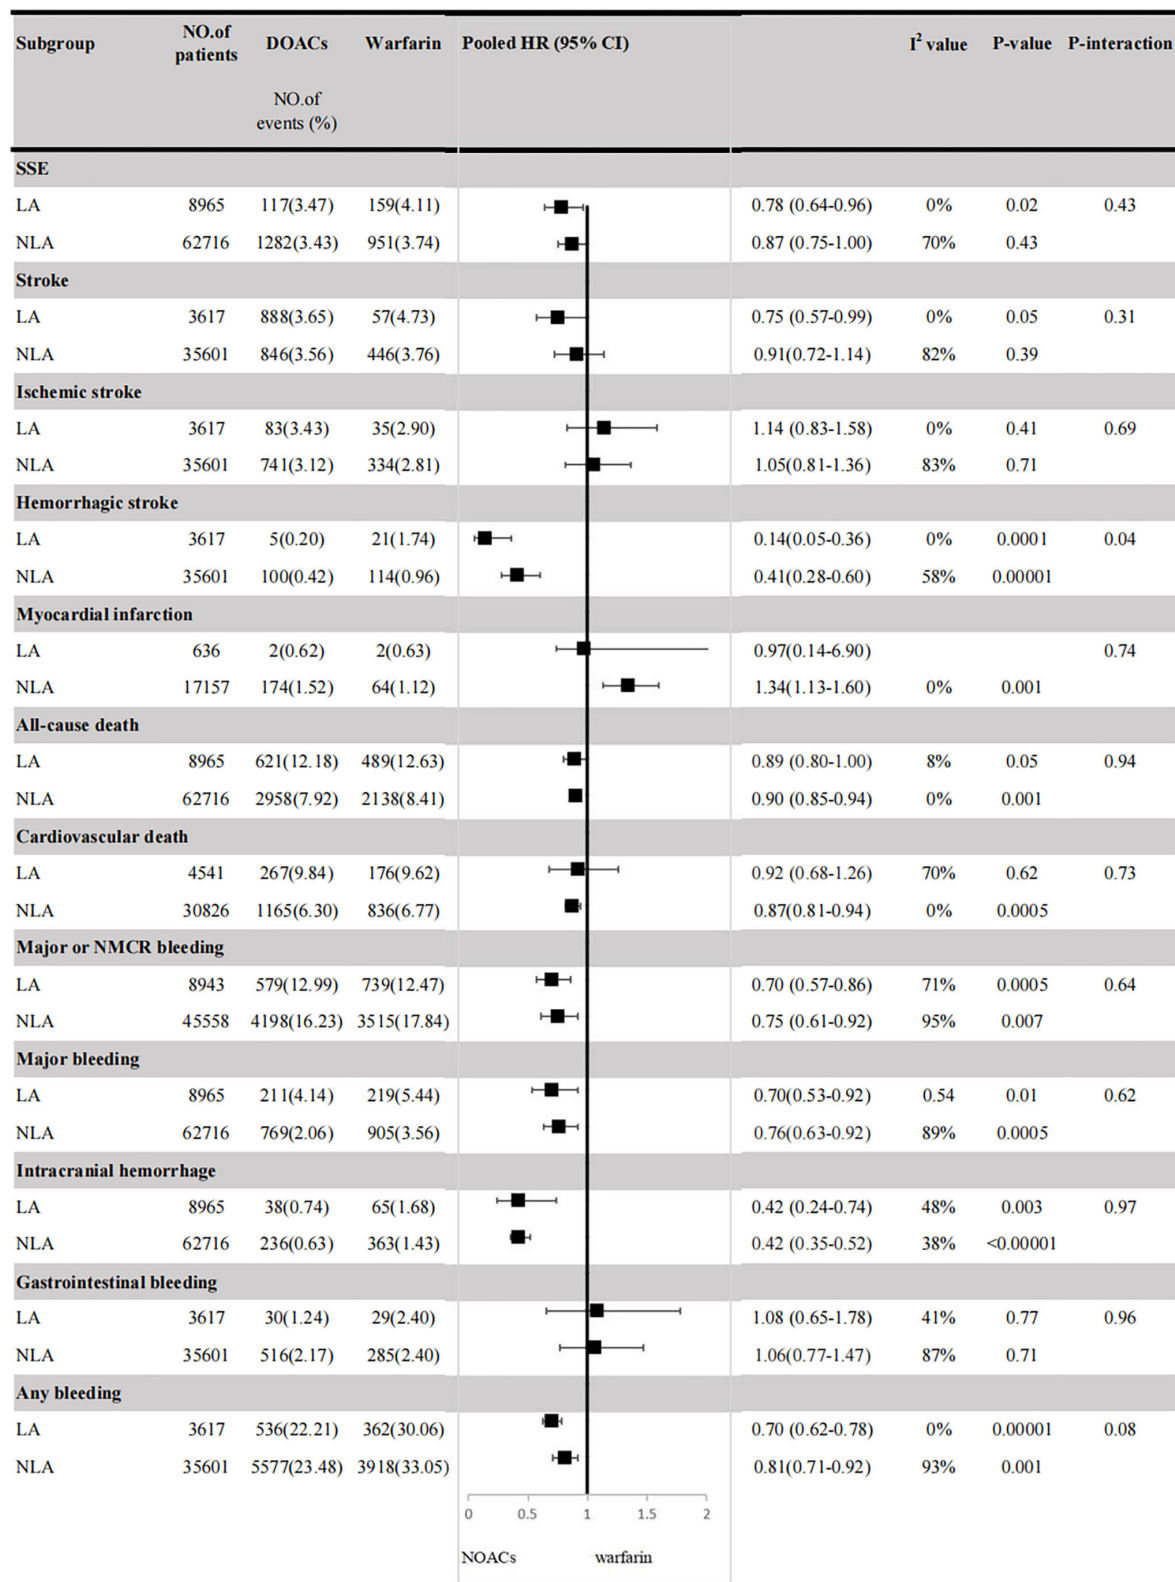 Subgroup NO.of patients DOACs Warfarin Pooled HR (95% CI) I² value P-value P-interaction
NO.of events (%)
SSE
LA 8965 117(3.47) 159(4.11) 0.78 (0.64-0.96) 0% 0.02 0.43
NLA 62716 1282(3.43) 951(3.74) 0.87 (0.75-1.00) 70% 0.43
Stroke
LA 3617 888(3.65) 57(4.73) 0.75 (0.57-0.99) 0% 0.05 0.31
NLA 35601 846(3.56) 446(3.76) 0.91(0.72-1.14) 82% 0.39
Ischemic stroke
LA 3617 83(3.43) 35(2.90) 1.14 (0.83-1.58) 0% 0.41 0.69
NLA 35601 741(3.12) 334(2.81) 1.05(0.81-1.36) 83% 0.71
Hemorrhagic stroke
LA 3617 5(0.20) 21(1.74) 0.14(0.05-0.36) 0% 0.0001 0.04
NLA 35601 100(0.42) 114(0.96) 0.41(0.28-0.60) 58% 0.00001
Myocardial infarction
LA 636 2(0.62) 2(0.63) 0.97(0.14-6.90) 0.74
NLA 17157 174(1.52) 64(1.12) 1.34(1.13-1.60) 0% 0.001
All-cause death
LA 8965 621(12.18) 489(12.63) 0.89 (0.80-1.00) 8% 0.05 0.94
NLA 62716 2958(7.92) 2138(8.41) 0.90 (0.85-0.94) 0% 0.001
Cardiovascular death
LA 4541 267(9.84) 176(9.62) 0.92 (0.68-1.26) 70% 0.62 0.73
NLA 30826 1165(6.30) 836(6.77) 0.87(0.81-0.94) 0% 0.0005
Major or NMCR bleeding
LA 8943 579(12.99) 739(12.47) 0.70 (0.57-0.86) 71% 0.0005 0.64
NLA 45558 4198(16.23) 3515(17.84) 0.75 (0.61-0.92) 95% 0.007
Major bleeding
LA 8965 211(4.14) 219(5.44) 0.70(0.53-0.92) 0.54 0.01 0.62
NLA 62716 769(2.06) 905(3.56) 0.76(0.63-0.92) 89% 0.0005
Intracranial hemorrhage
LA 8965 38(0.74) 65(1.68) 0.42 (0.24-0.74) 48% 0.003 0.97
NLA 62716 236(0.63) 363(1.43) 0.42 (0.35-0.52) 38% <0.00001
Gastrointestinal bleeding
LA 3617 30(1.24) 29(2.40) 1.08 (0.65-1.78) 41% 0.77 0.96
NLA 35601 516(2.17) 285(2.40) 1.06(0.77-1.47) 87% 0.71
Any bleeding
LA 3617 536(22.21) 362(30.06) 0.70 (0.62-0.78) 0% 0.00001 0.08
NLA 35601 5577(23.48) 3918(33.05) 0.81(0.71-0.92) 93% 0.001
0 0.5 1 1.5 2
NOACs warfarin